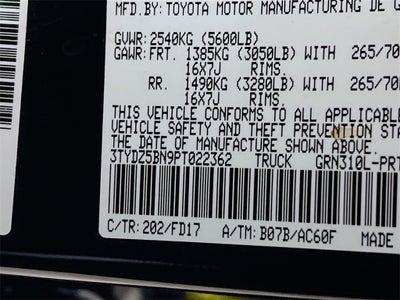 MFD.BY: TOYOTA MOTOR MANUFACTURING DE
GVWR: 2540KG (5600LB)
GAWR: FRT. 1385KG (3050LB) WITH 265/70
16X7J RIMS.
RR. 1490KG (3280LB) WITH 265/70
16X7J RIMS.
THIS VEHICLE CONFORMS TO ALL APPLICABLE
VEHICLE SAFETY AND THEFT PREVENTION STA
THE DATE OF MANUFACTURE SHOWN ABOVE.
3TYDZ5BN9PT022362 TRUCK GRN310L-PRT
C/TR: 202/FD17 A/TM: B07B/AC60F MADE